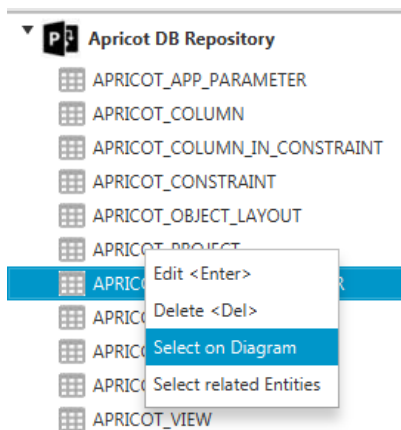 Apricot DB Repository
APRICOT_APP_PARAMETER
APRICOT_COLUMN
APRICOT_COLUMN_IN_CONSTRAINT
APRICOT_CONSTRAINT
APRICOT_OBJECT_LAYOUT
APRICOT_PROJECT
Edit <Enter>
Delete <Del>
Select on Diagram
Select related Entities
APRICOT_VIEW